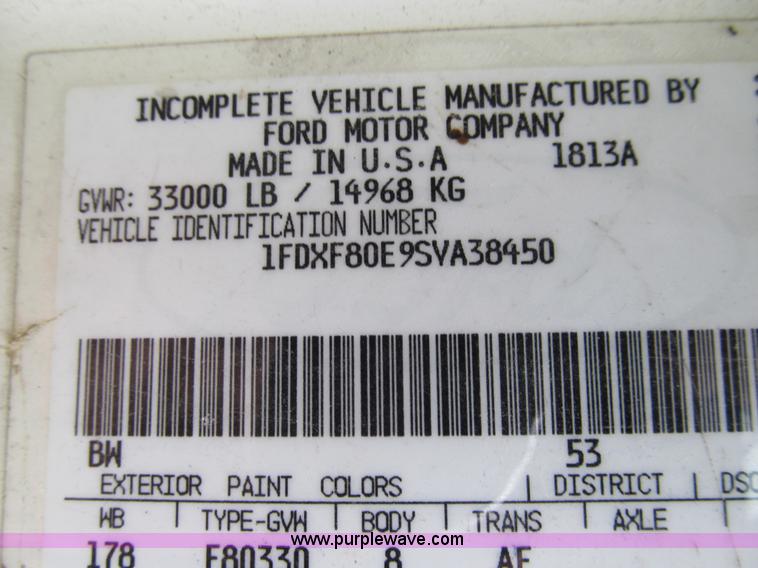 INCOMPLETE VEHICLE MANUFACTURED BY
FORD MOTOR COMPANY
MADE IN U.S.A 1813A
GVWR: 33000 LB / 14968 KG
VEHICLE IDENTIFICATION NUMBER
1FDXF80E9SVA38450
BW 53
EXTERIOR PAINT COLORS | DISTRICT | DSO
WB | TYPE-GVW | BODY | TRANS | AXLE
178 F80330 8
www.purplewave.com